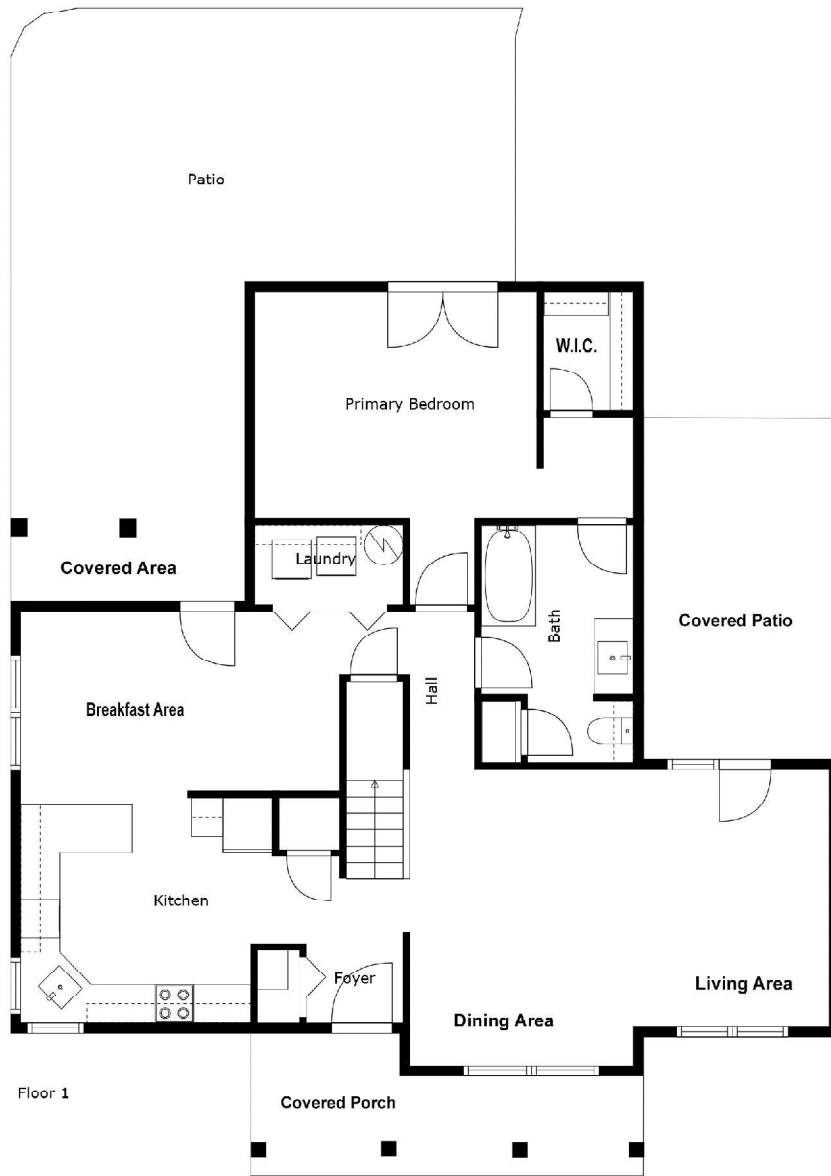 Patio
W.I.C.
Primary Bedroom
Laundry
Covered Area
Bath
Covered Patio
Hall
Breakfast Area
Kitchen
Foyer
Living Area
Dining Area
Floor 1
Covered Porch